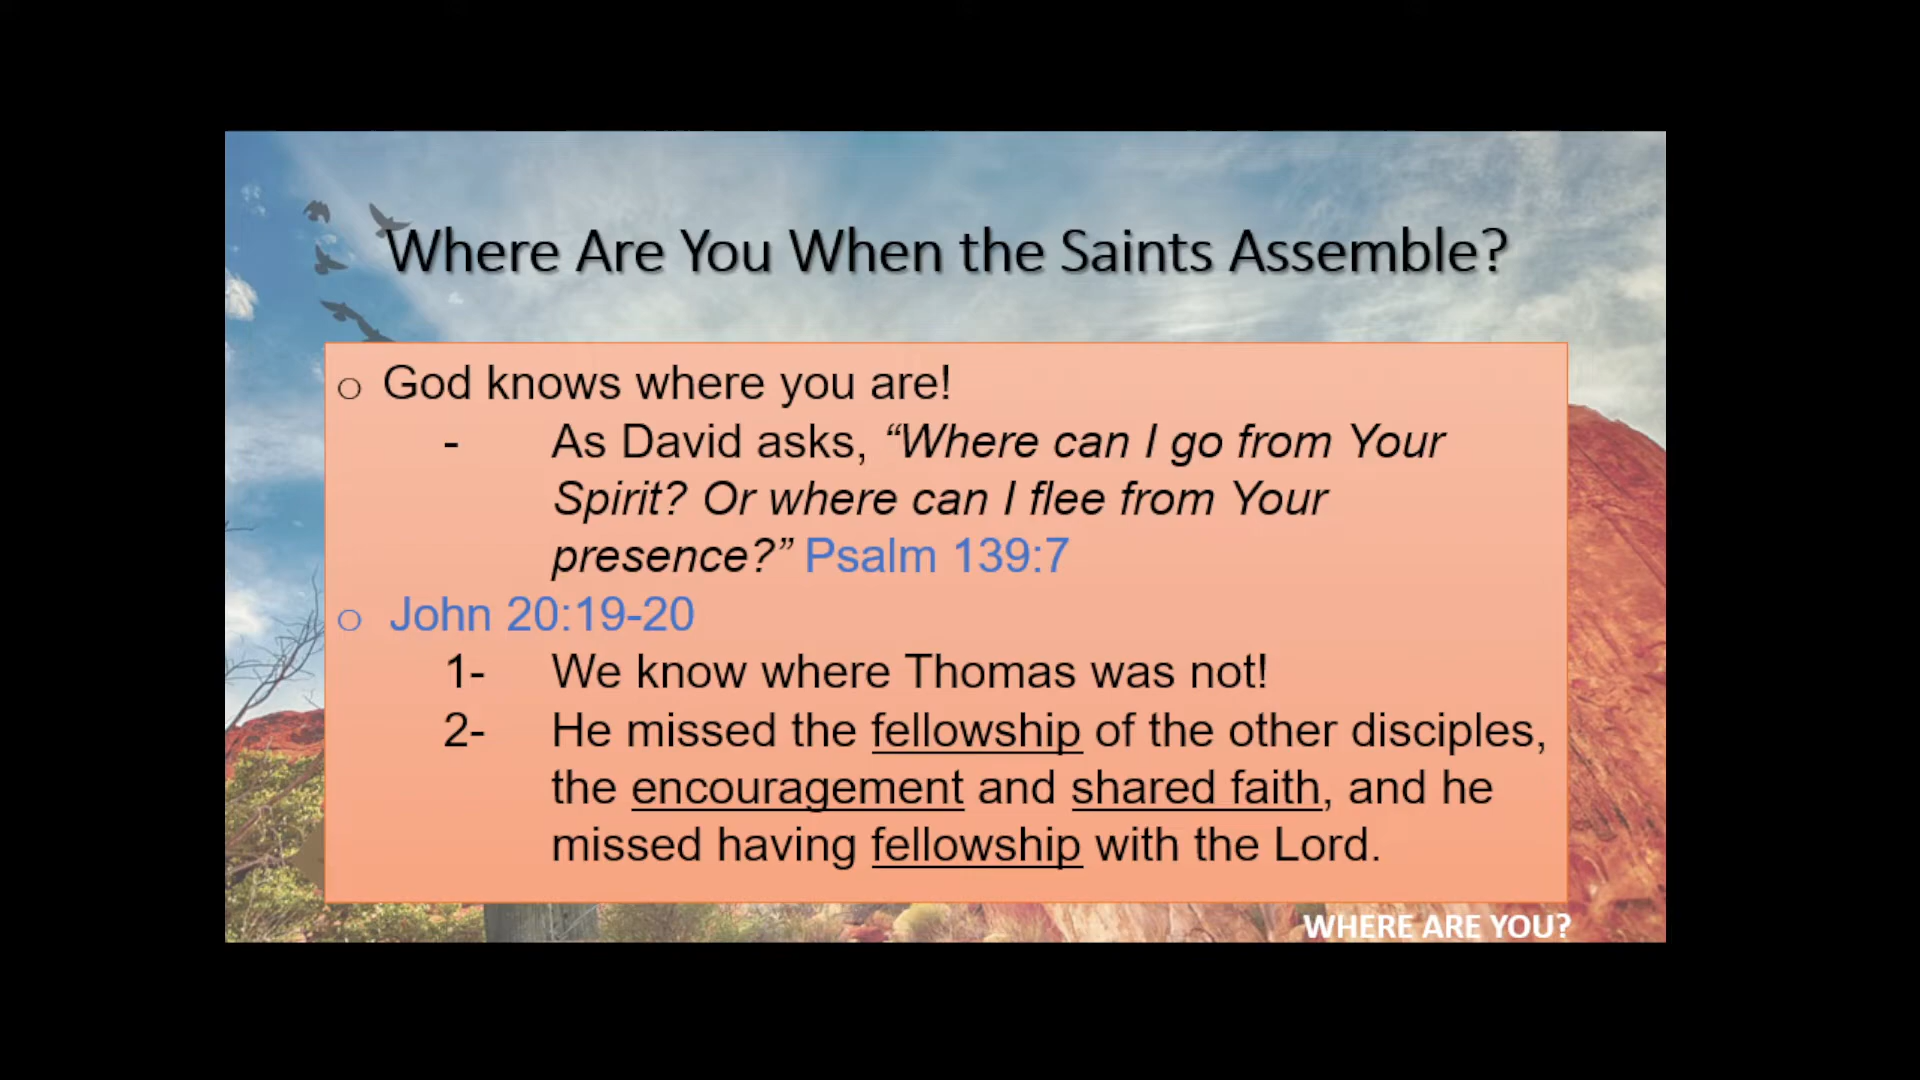 Where Are You When the Saints Assemble?
o God knows where you are!
- As David asks, “Where can I go from Your
Spirit? Or where can I flee from Your
presence?” Psalm 139:7
o John 20:19-20
1- We know where Thomas was not!
2- He missed the fellowship of the other disciples,
the encouragement and shared faith, and he
missed having fellowship with the Lord.
WHERE ARE YOU?